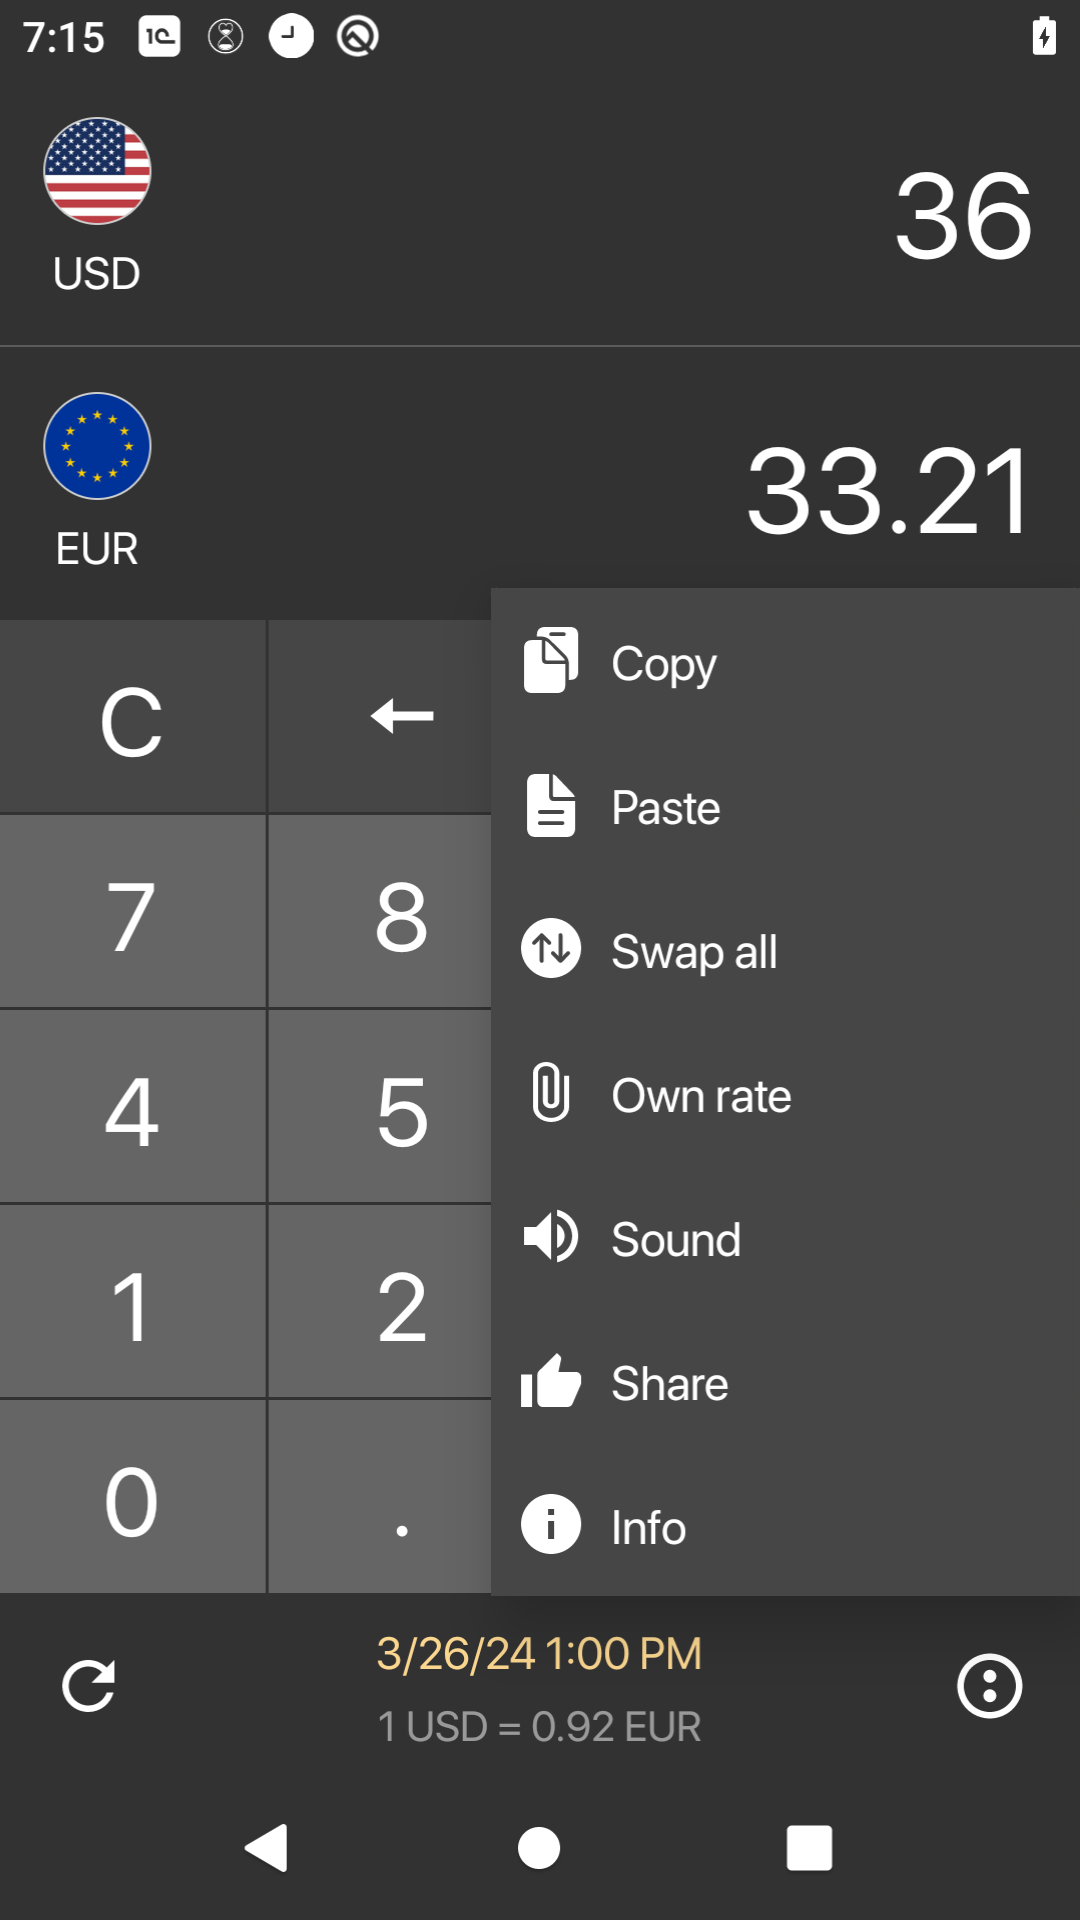 7:15
36
USD
33.21
EUR
C
Copy
Paste
7
8
Swap all
4
5
Own rate
1
2
Sound
Share
0
.
Info
3/26/24 1:00 PM
1 USD = 0.92 EUR